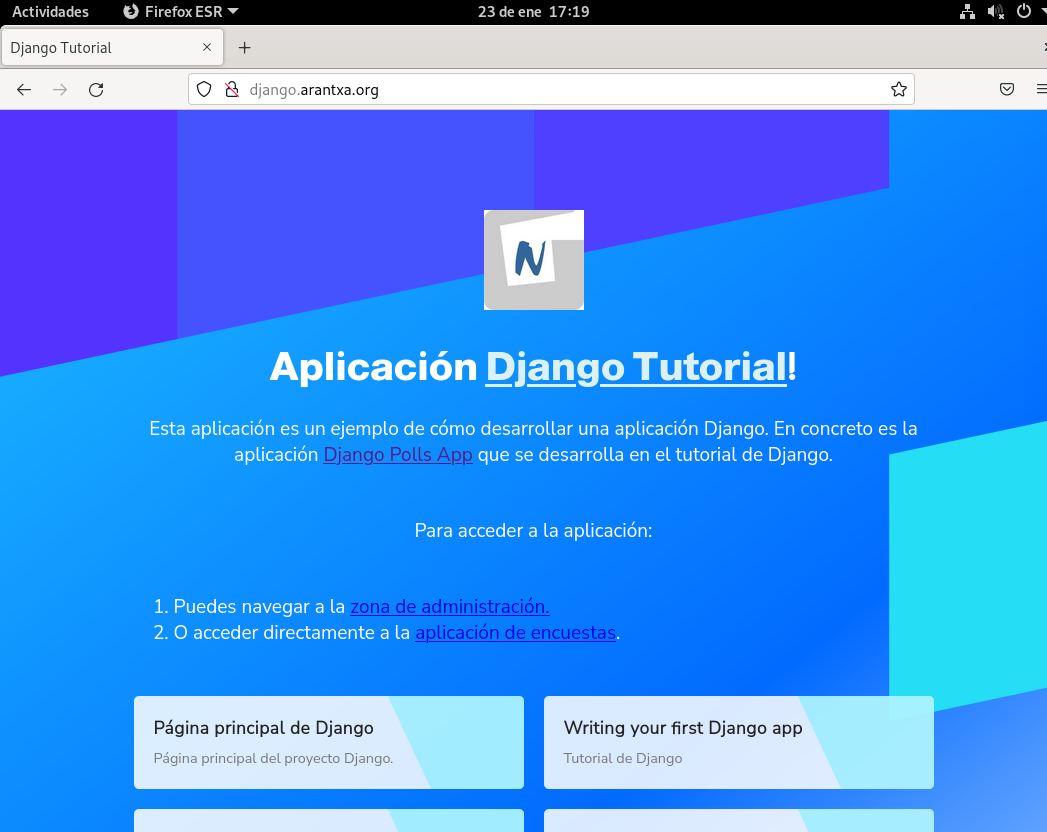 Actividades Firefox ESR 23 de ene 17:19
Django Tutorial
django.arantxa.org
N
Aplicación Django Tutorial!
Esta aplicación es un ejemplo de cómo desarrollar una aplicación Django. En concreto es la
aplicación Django Polls App que se desarrolla en el tutorial de Django.
Para acceder a la aplicación:
1. Puedes navegar a la zona de administración.
2. O acceder directamente a la aplicación de encuestas.
Página principal de Django
Página principal del proyecto Django.
Writing your first Django app
Tutorial de Django